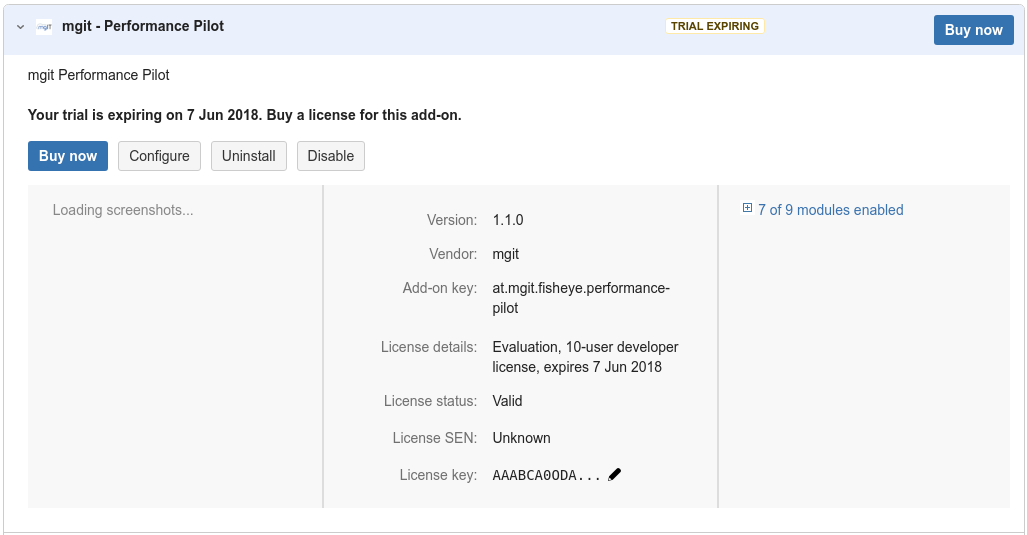 mgIT
mgit - Performance Pilot
TRIAL EXPIRING
Buy now
mgit Performance Pilot
Your trial is expiring on 7 Jun 2018. Buy a license for this add-on.
Buy now
Configure
Uninstall
Disable
Loading screenshots...
Version: 1.1.0
Vendor: mgit
Add-on key: at.mgit.fisheye.performance-
pilot
License details: Evaluation, 10-user developer
license, expires 7 Jun 2018
License status: Valid
License SEN: Unknown
License key: AAABCA0ODA...
7 of 9 modules enabled